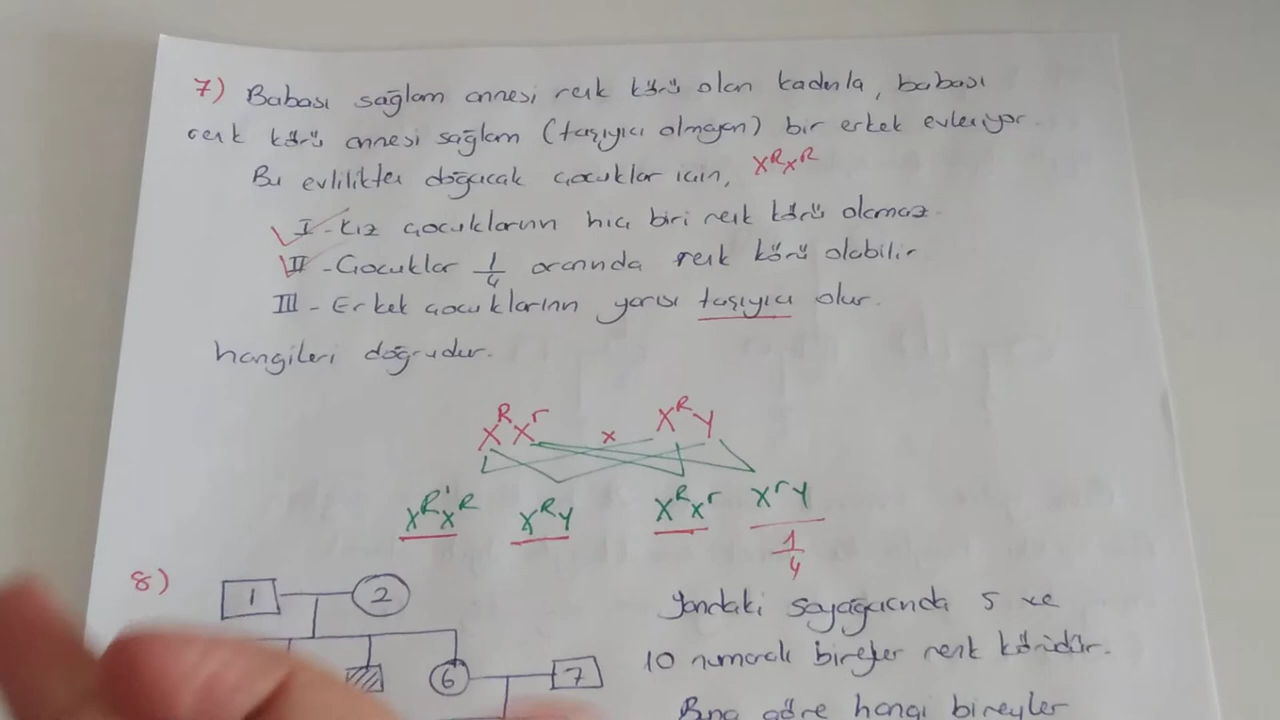 7) Babası sağlam annesi renk körü olan kadınla, babası
renk körü annesi sağlam (taşıyıcı olmayan) bir erkek evleniyor.
Bu evlilikten doğacak çocuklar için, XᴿXᴿ
I - Kız çocuklarının hiç biri renk körü olamaz.
II - Çocuklar 1/4 oranında renk körü olabilir
III - Erkek çocuklarının yarısı taşıyıcı olur.
hangileri doğrudur.
XᴿXʳ x XᴿY
XᴿXᴿ XᴿY XᴿXʳ XʳY
1/4
8) 1 2
Yandaki soyağacında 5 ve
10 numaralı bireyler renk körüdür.
6 7
Buna göre hangi bireyler